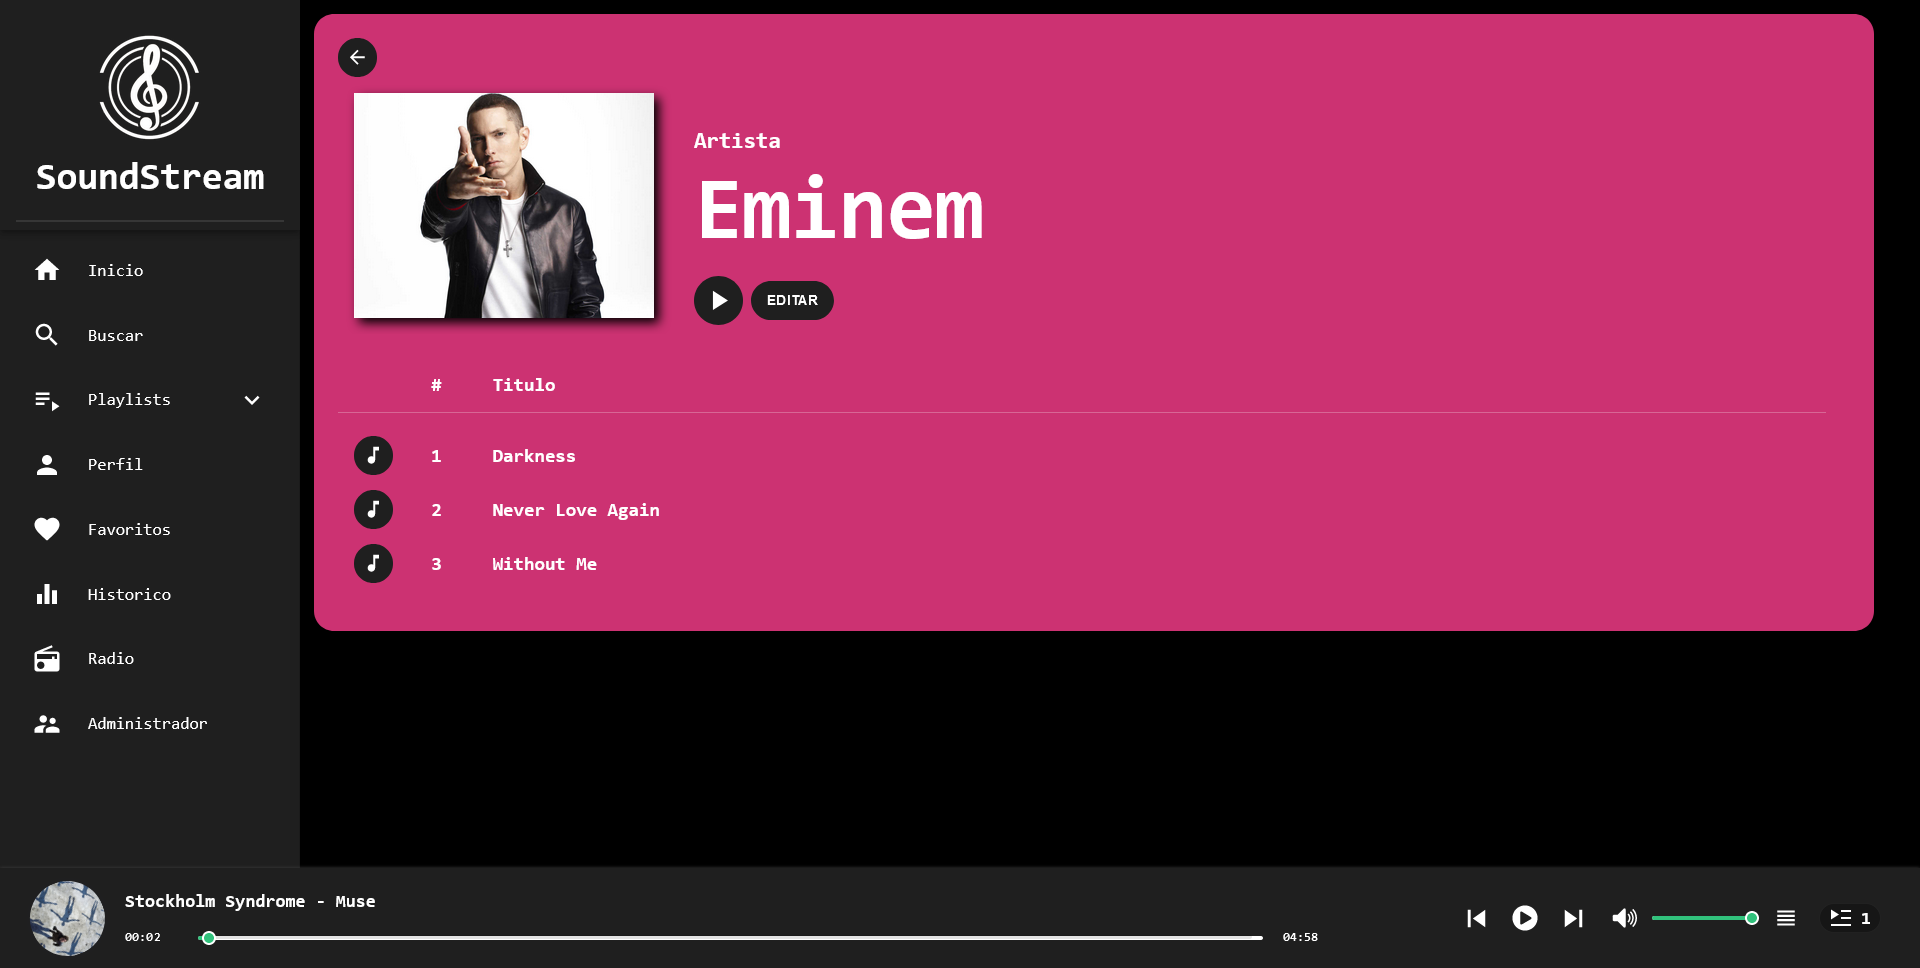 SoundStream
Inicio
Buscar
Playlists
Perfil
Favoritos
Historico
Radio
Administrador
Artista
Eminem
EDITAR
# Titulo
1 Darkness
2 Never Love Again
3 Without Me
Stockholm Syndrome - Muse
00:02
04:58
1